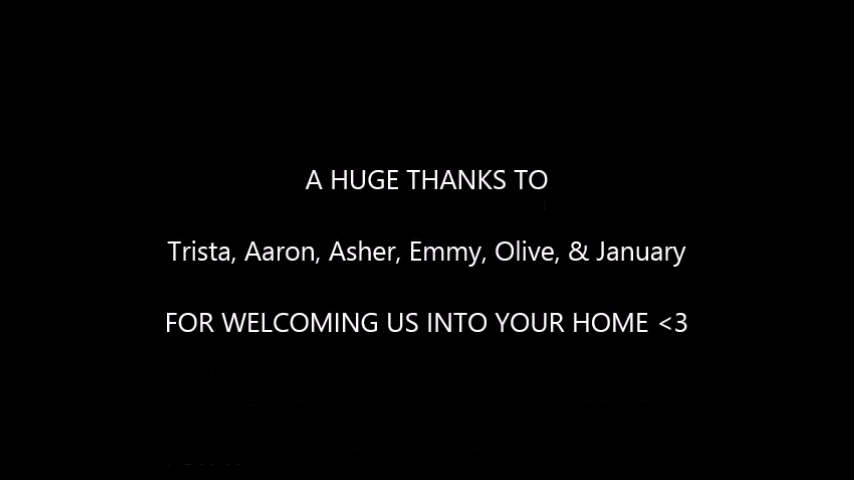 A HUGE THANKS TO
Trista, Aaron, Asher, Emmy, Olive, & January
FOR WELCOMING US INTO YOUR HOME <3